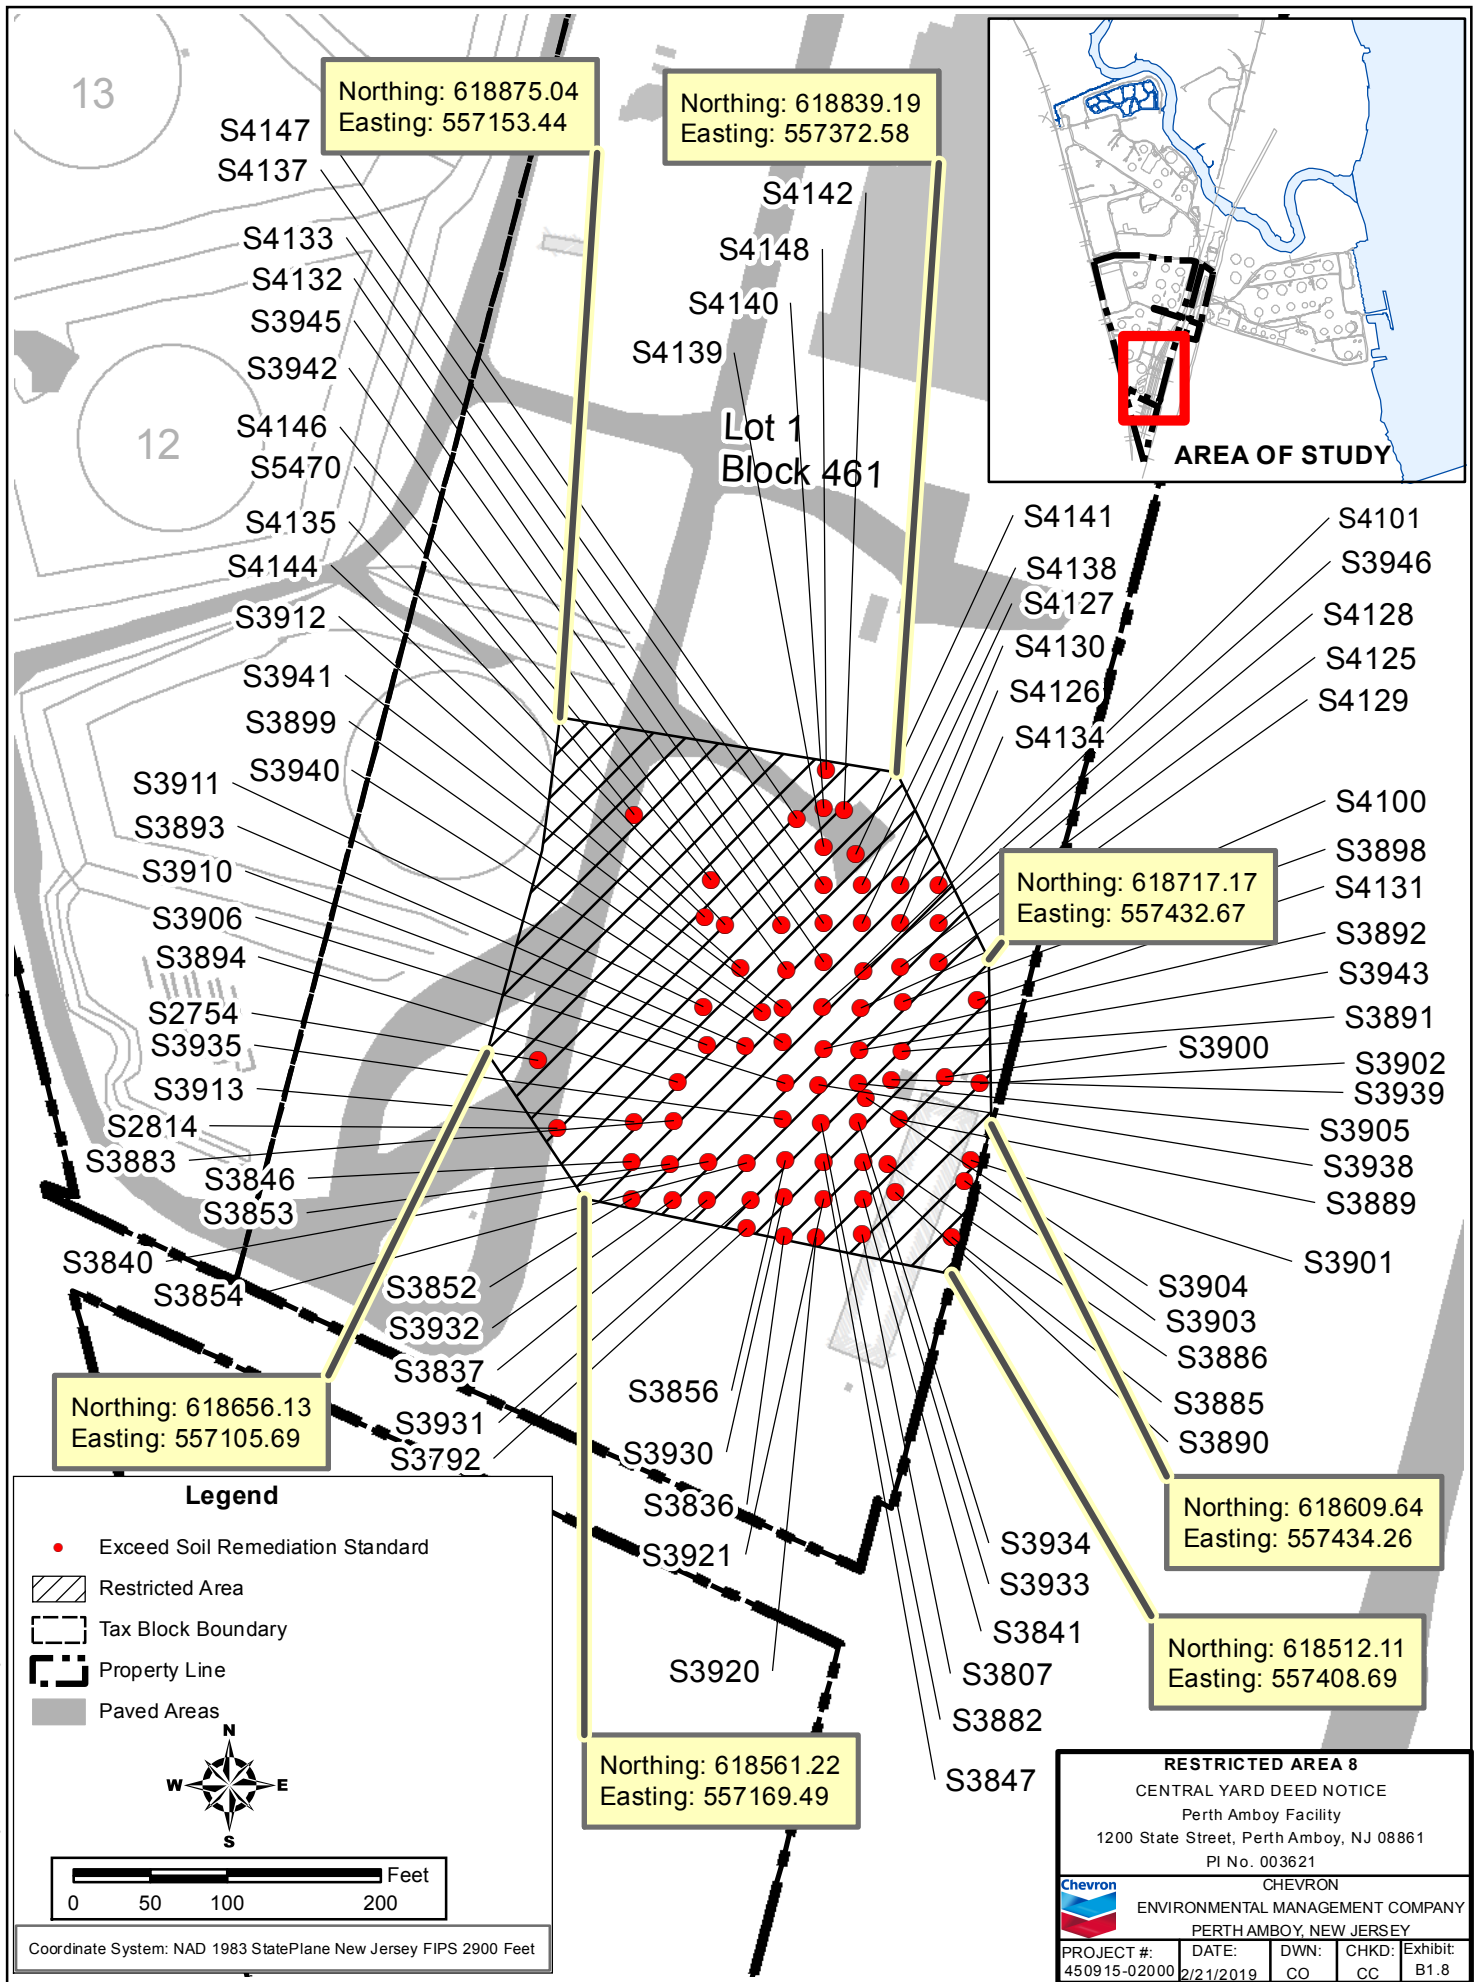 13
12
Northing: 618875.04
Easting: 557153.44
Northing: 618839.19
Easting: 557372.58
AREA OF STUDY
S4147
S4137
S4133
S4132
S3945
S3942
S4146
S5470
S4135
S4144
S3912
S3941
S3899
S3940
S3911
S3893
S3910
S3906
S3894
S2754
S3935
S3913
S2814
S3883
S3846
S3853
S3840
S3854
S4142
S4148
S4140
S4139
Lot 1
Block 461
S4141
S4138
S4127
S4130
S4126
S4134
S4101
S3946
S4128
S4125
S4129
S4100
S3898
S4131
Northing: 618717.17
Easting: 557432.67
S3892
S3943
S3891
S3900
S3902
S3939
S3905
S3938
S3889
S3901
S3904
S3903
S3886
S3885
S3890
S3852
S3932
S3837
S3931
S3792
S3856
S3930
S3836
S3921
S3920
S3934
S3933
S3841
S3807
S3882
S3847
Northing: 618656.13
Easting: 557105.69
Northing: 618609.64
Easting: 557434.26
Northing: 618512.11
Easting: 557408.69
Northing: 618561.22
Easting: 557169.49
Legend
Exceed Soil Remediation Standard
Restricted Area
Tax Block Boundary
Property Line
Paved Areas
N
W E
S
Feet
0 50 100 200
Coordinate System: NAD 1983 StatePlane New Jersey FIPS 2900 Feet
RESTRICTED AREA 8
CENTRAL YARD DEED NOTICE
Perth Amboy Facility
1200 State Street, Perth Amboy, NJ 08861
PI No. 003621
Chevron
CHEVRON
ENVIRONMENTAL MANAGEMENT COMPANY
PERTH AMBOY, NEW JERSEY
PROJECT #: DATE: DWN: CHKD: Exhibit:
450915-02000 2/21/2019 CO CC B1.8